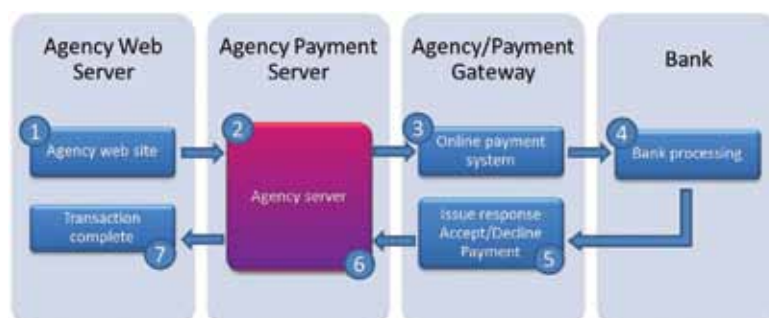 Agency Web
Server
Agency Payment
Server
Agency/Payment
Gateway
Bank
1
Agency web site
2
Agency server
3
Online payment
system
4
Bank processing
Transaction
complete
7
6
Issue response
Accept/Decline
Payment
5